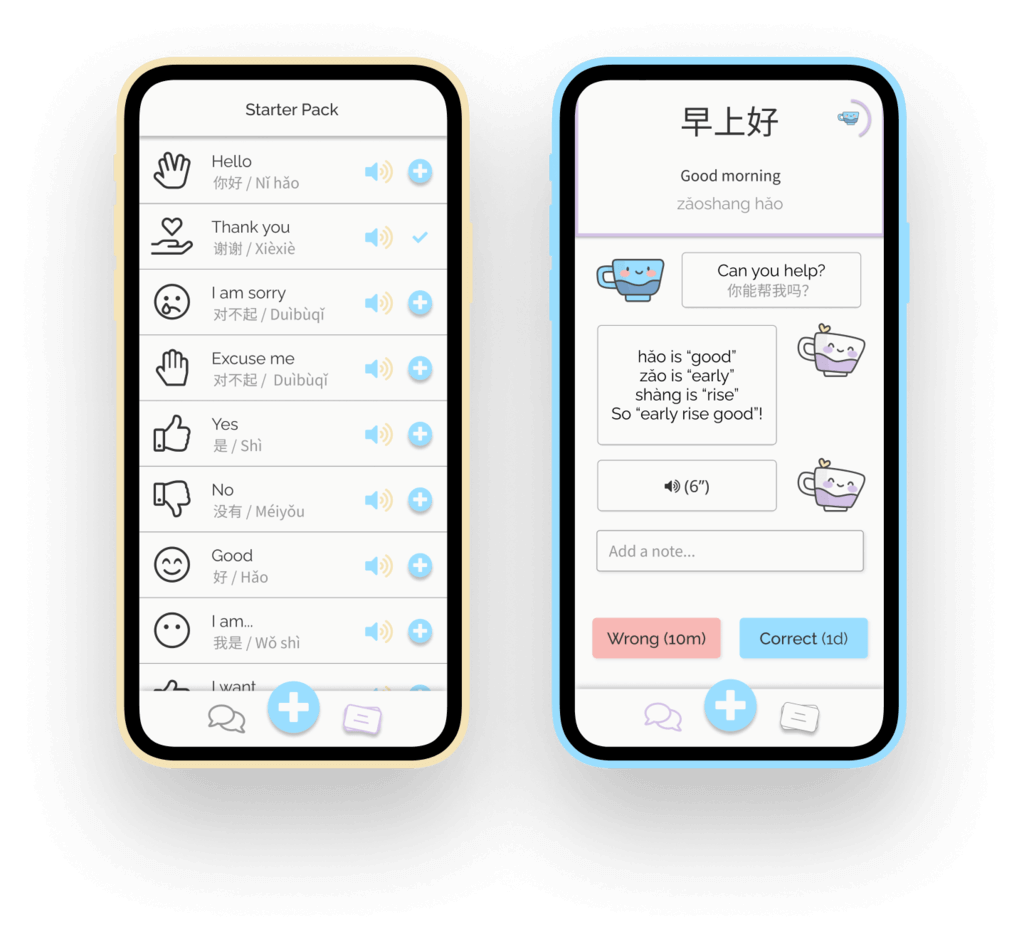 Starter Pack
Hello
你好 / Nǐ hǎo
Thank you
谢谢 / Xièxiè
I am sorry
对不起 / Duìbùqǐ
Excuse me
对不起 / Duìbùqǐ
Yes
是 / Shì
No
没有 / Méiyǒu
Good
好 / Hǎo
I am...
我是 / Wǒ shì
I want
早上好
Good morning
zǎoshang hǎo
Can you help?
你能帮我吗?
hǎo is “good”
zǎo is “early”
shàng is “rise”
So “early rise good”!
(6”)
Add a note...
Wrong (10m)
Correct (1d)